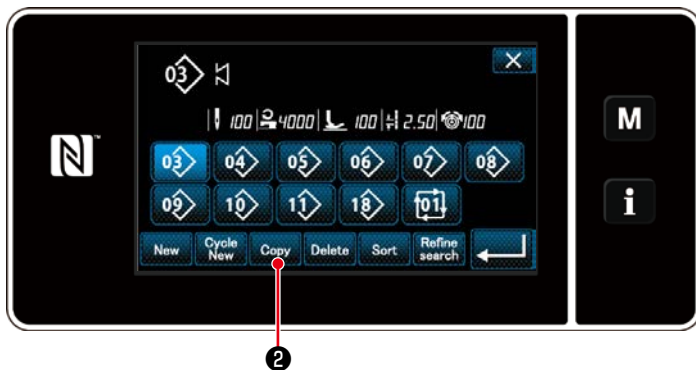 03
100 4000 100 2.50 100
03 04 05 06 07 08
09 10 11 18 01
New Cycle New Copy Delete Sort Refine search
M
i
N
2